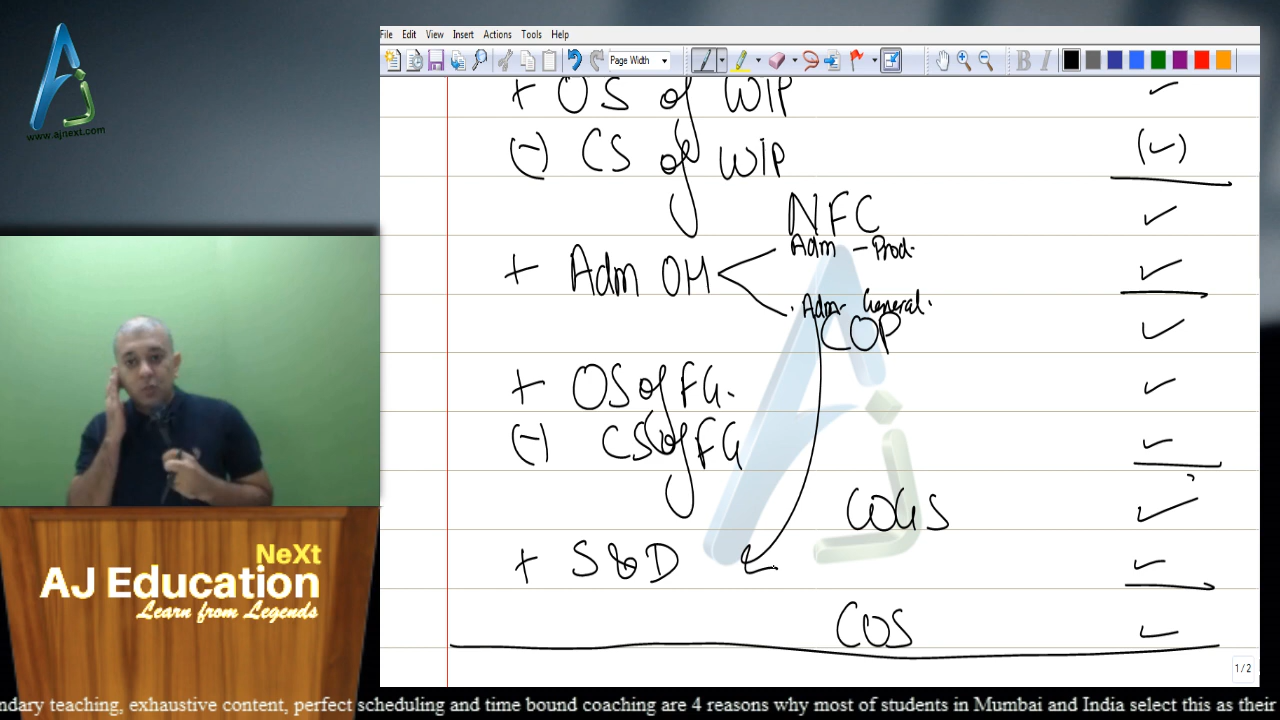 www.ajnext.com
File Edit View Insert Actions Tools Help
Page Width
B I
+ OS of WIP
(-) CS of WIP
NFC
+ Adm OH
Adm - Prod.
Adm- General.
COP
+ OS of FG.
(-) CS of FG
COGS
+ S&D
COS
1/2
NeXt
AJ Education
Learn from Legends
ndary teaching, exhaustive content, perfect scheduling and time bound coaching are 4 reasons why most of students in Mumbai and India select this as their